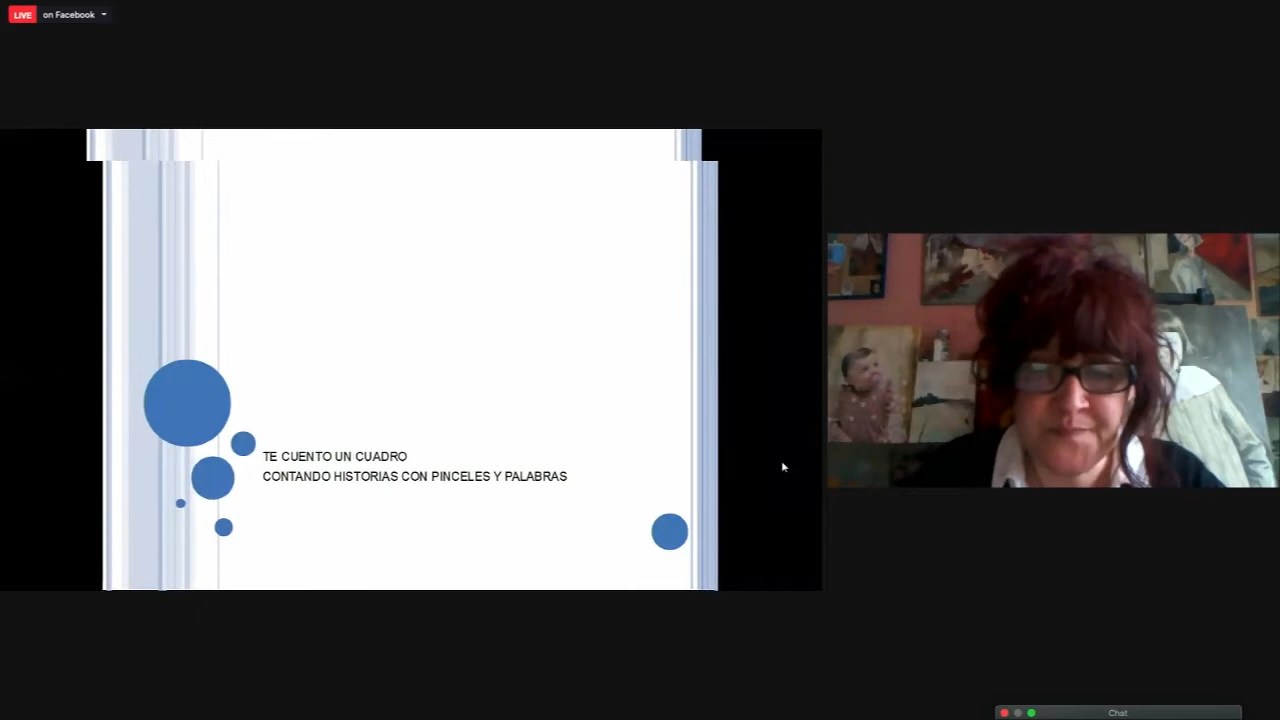 LIVE on Facebook
TE CUENTO UN CUADRO
CONTANDO HISTORIAS CON PINCELES Y PALABRAS
Chat